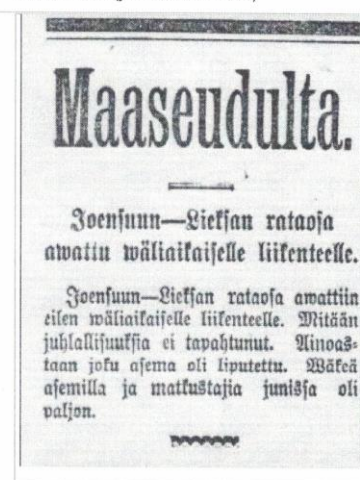 Maaseudulta.
Joensuun—Lieksan rataosa
awattu wäliaikaiselle liikenteelle.
Joensuun—Lieksan rataosa awattiin
eilen wäliaikaiselle liikenteelle. Mitään
juhlallisuuksia ei tapahtunut. Ainoas-
taan joku asema oli liputettu. Wäkeä
asemilla ja matkustajia junissa oli
paljon.